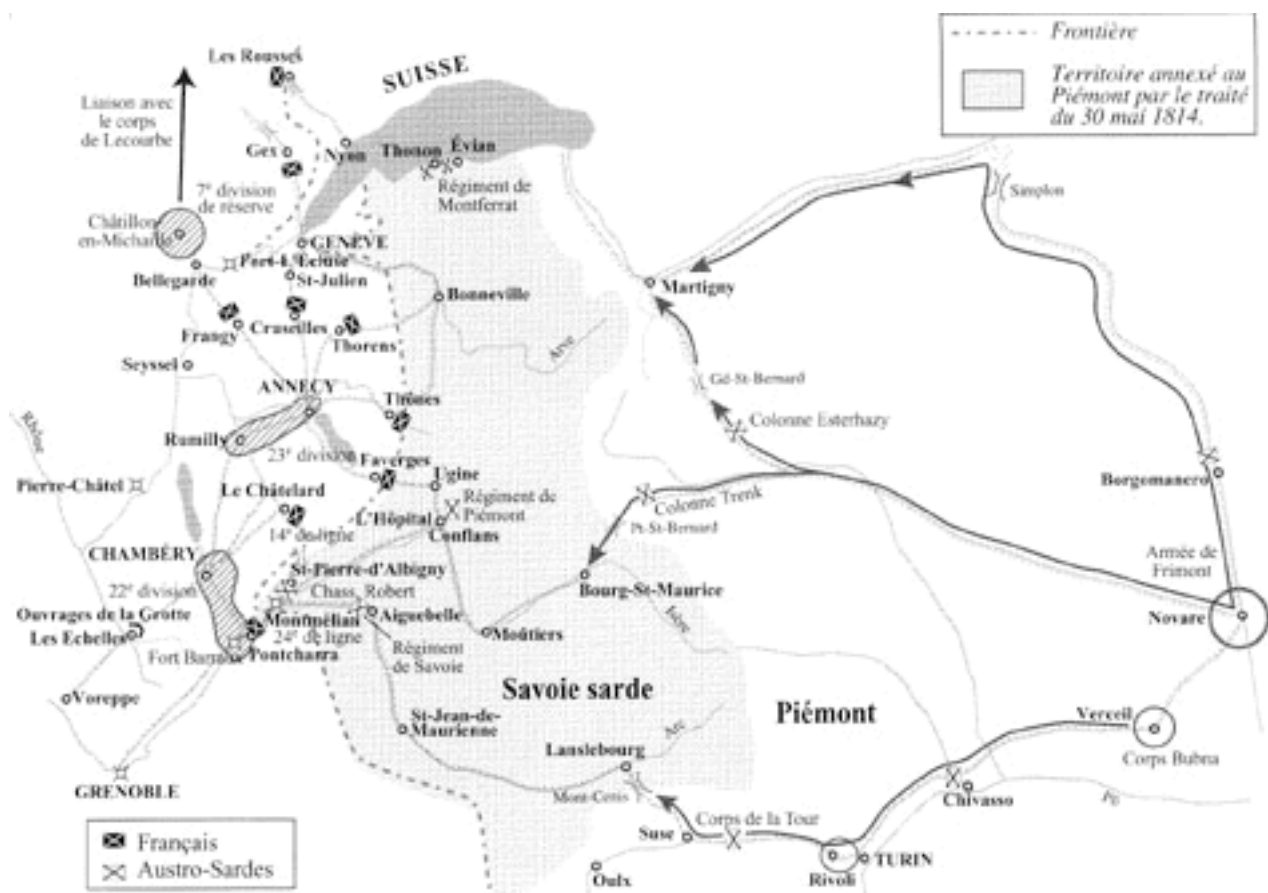 Frontière
Territoire annexé au
Piémont par le traité
du 30 mai 1814.
Les Rousses
SUISSE
Liaison avec
le corps
de Lecourbe
Gex
Nyon
Thonon
Évian
Régiment de
Montferrat
7e division
de réserve
Simplon
Châtillon
en-Michaille
GENÈVE
Fort-L'Écluse
Bellegarde
St-Julien
Martigny
Bonneville
Frangy
Cruseilles
Thorens
Arve
Seyssel
Gd-St-Bernard
ANNECY
Thônes
Colonne Esterhazy
Rhône
Rumilly
23e division
Faverges
Ugine
Borgomanero
Pierre-Châtel
Le Châtelard
Régiment de
Piémont
Colonne Trenk
L'Hôpital
Pt-St-Bernard
14e de ligne
Conflans
Armée de
Frimont
CHAMBÉRY
St-Pierre-d'Albigny
22e division
Chass. Robert
Bourg-St-Maurice
Isère
Novare
Ouvrages de la Grotte
Montmélian
Aiguebelle
Les Echelles
24e de ligne
Moûtiers
Fort Barraux
Pontcharra
Régiment
de Savoie
Voreppe
Savoie sarde
Piémont
Verceil
St-Jean-de-
Maurienne
Arc
Lanslebourg
Corps Bubna
GRENOBLE
Mont-Cenis
Chivasso
Pô
Français
Austro-Sardes
Suse
Corps de la Tour
Oulx
Rivoli
TURIN